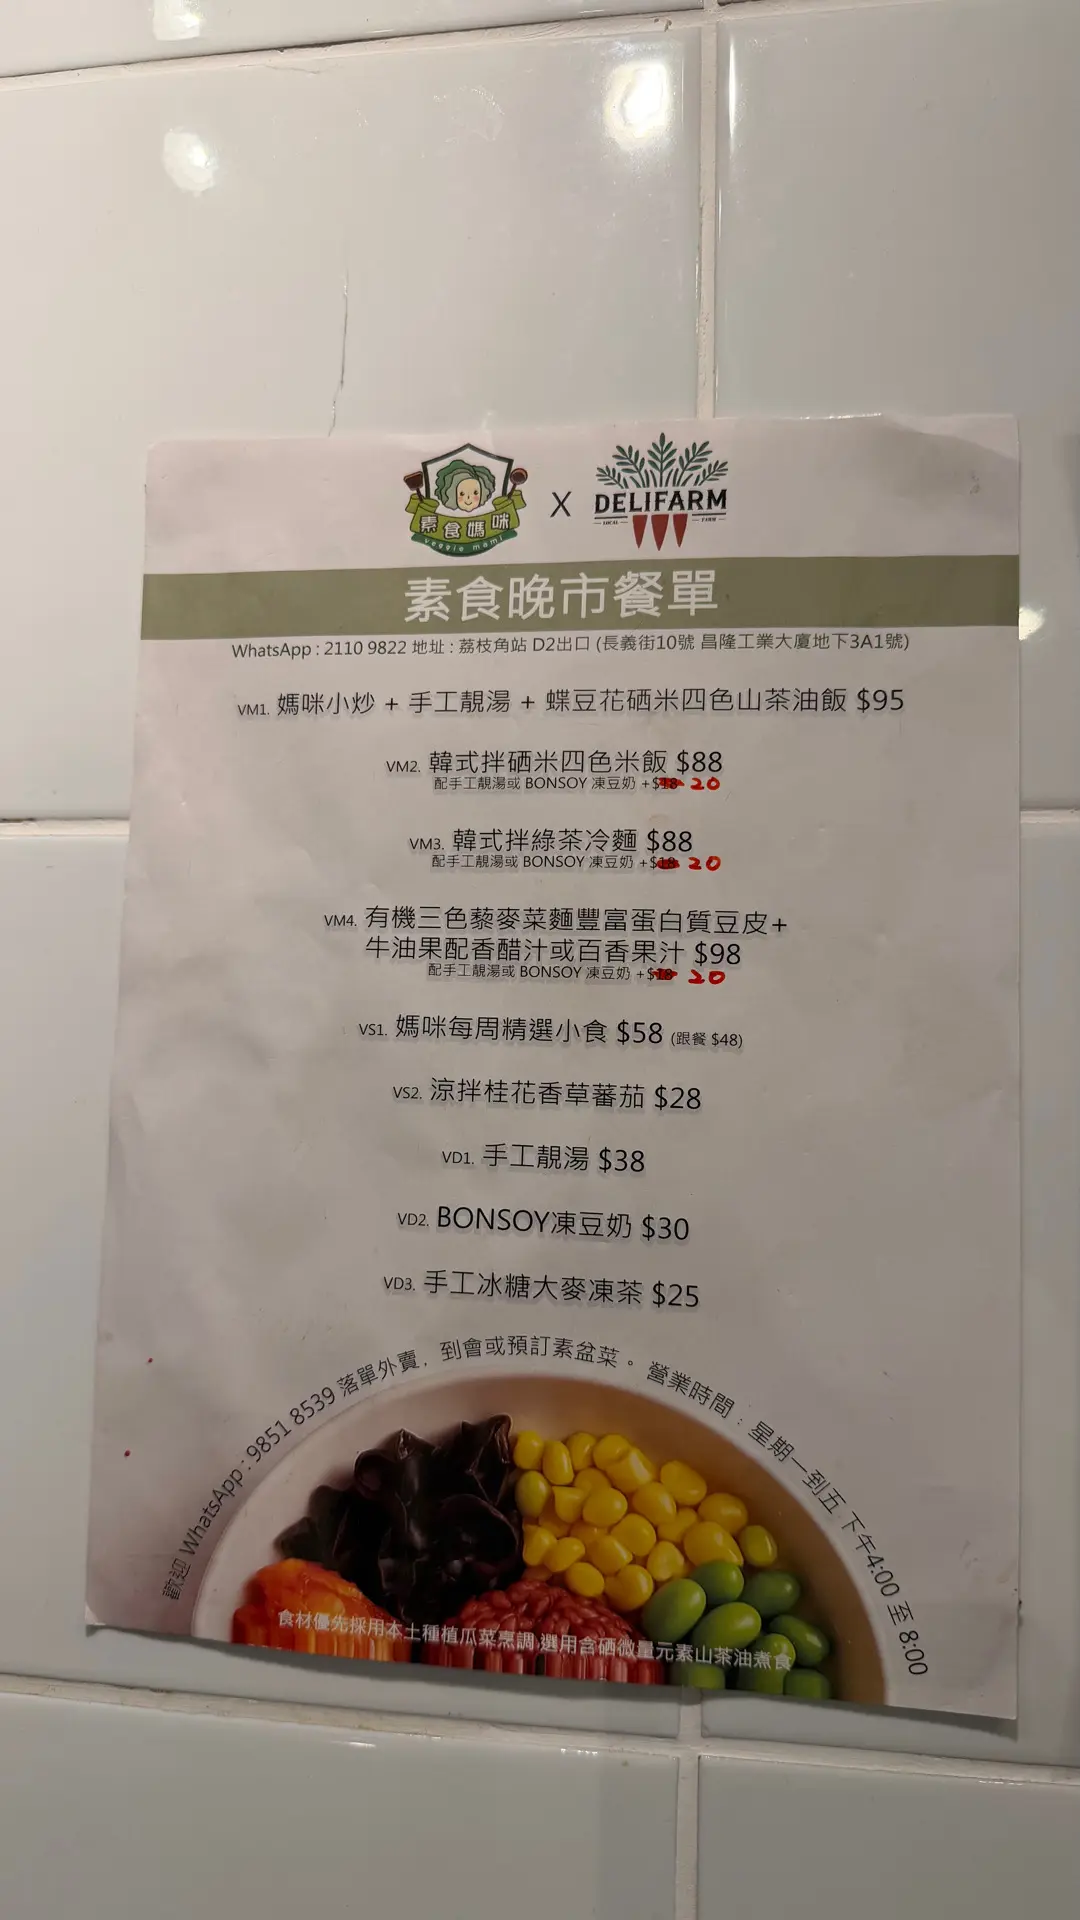 素食媽咪
veggie mami
X
DELIFARM
LOCAL FARM
素食晚市餐單
WhatsApp : 2110 9822 地址 : 荔枝角站 D2出口 (長義街10號 昌隆工業大廈地下3A1號)
VM1. 媽咪小炒 + 手工靚湯 + 蝶豆花硒米四色山茶油飯 $95
VM2. 韓式拌硒米四色米飯 $88
配手工靚湯或 BONSOY 凍豆奶 +$18 20
VM3. 韓式拌綠茶冷麵 $88
配手工靚湯或 BONSOY 凍豆奶 +$18 20
VM4. 有機三色藜麥菜麵豐富蛋白質豆皮+
牛油果配香醋汁或百香果汁 $98
配手工靚湯或 BONSOY 凍豆奶 +$18 20
VS1. 媽咪每周精選小食 $58 (跟餐 $48)
VS2. 涼拌桂花香草蕃茄 $28
VD1. 手工靚湯 $38
VD2. BONSOY凍豆奶 $30
VD3. 手工冰糖大麥凍茶 $25
歡迎 WhatsApp : 9851 8539 落單外賣，到會或預訂素盆菜。營業時間：星期一到五 下午4:00 至 8:00
食材優先採用本土種植瓜菜烹調,選用含硒微量元素山茶油煮食